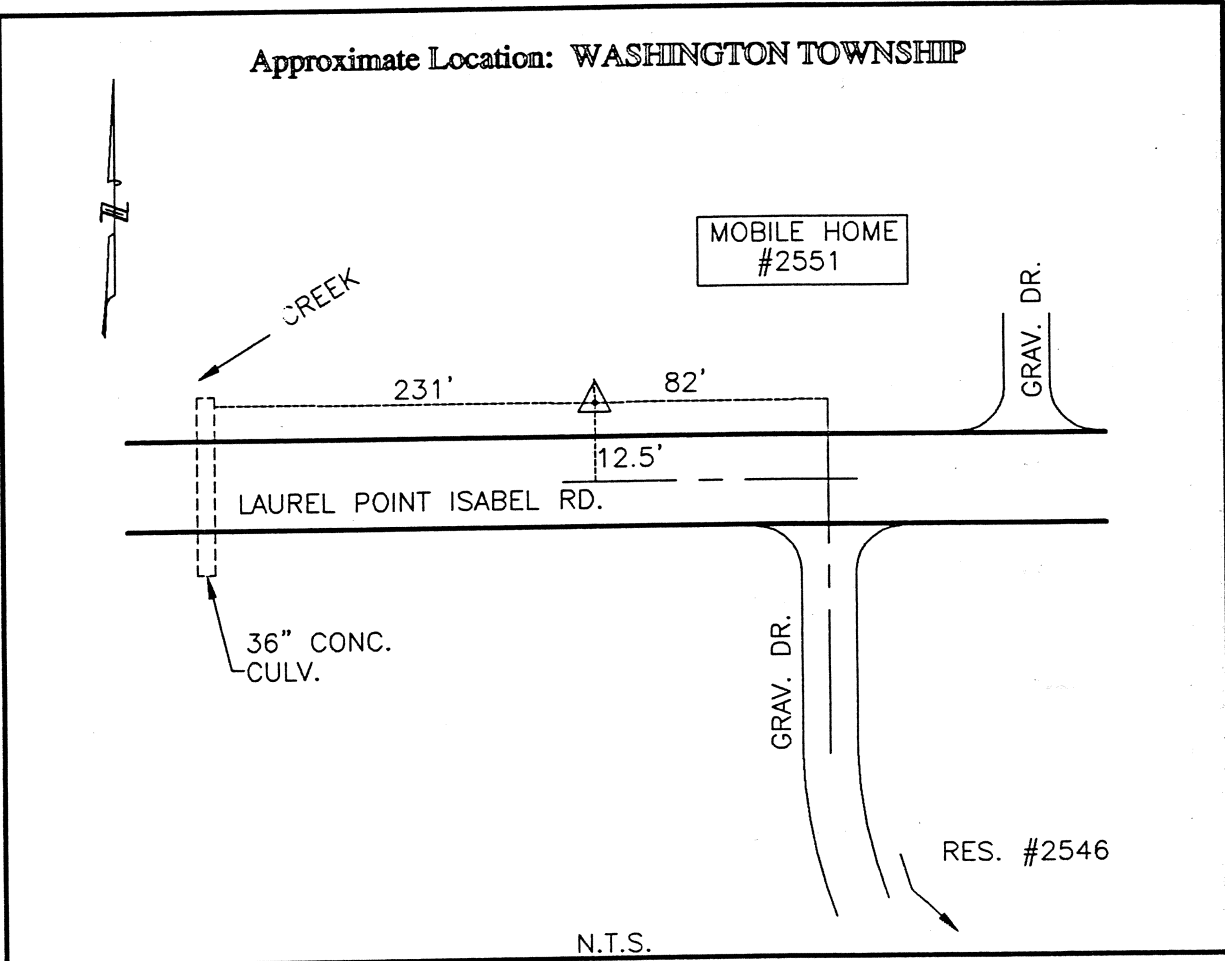 Approximate Location: WASHINGTON TOWNSHIP
N
MOBILE HOME
#2551
CREEK
GRAV. DR.
231'
82'
12.5'
LAUREL POINT ISABEL RD.
36" CONC.
CULV.
GRAV. DR.
RES. #2546
N.T.S.